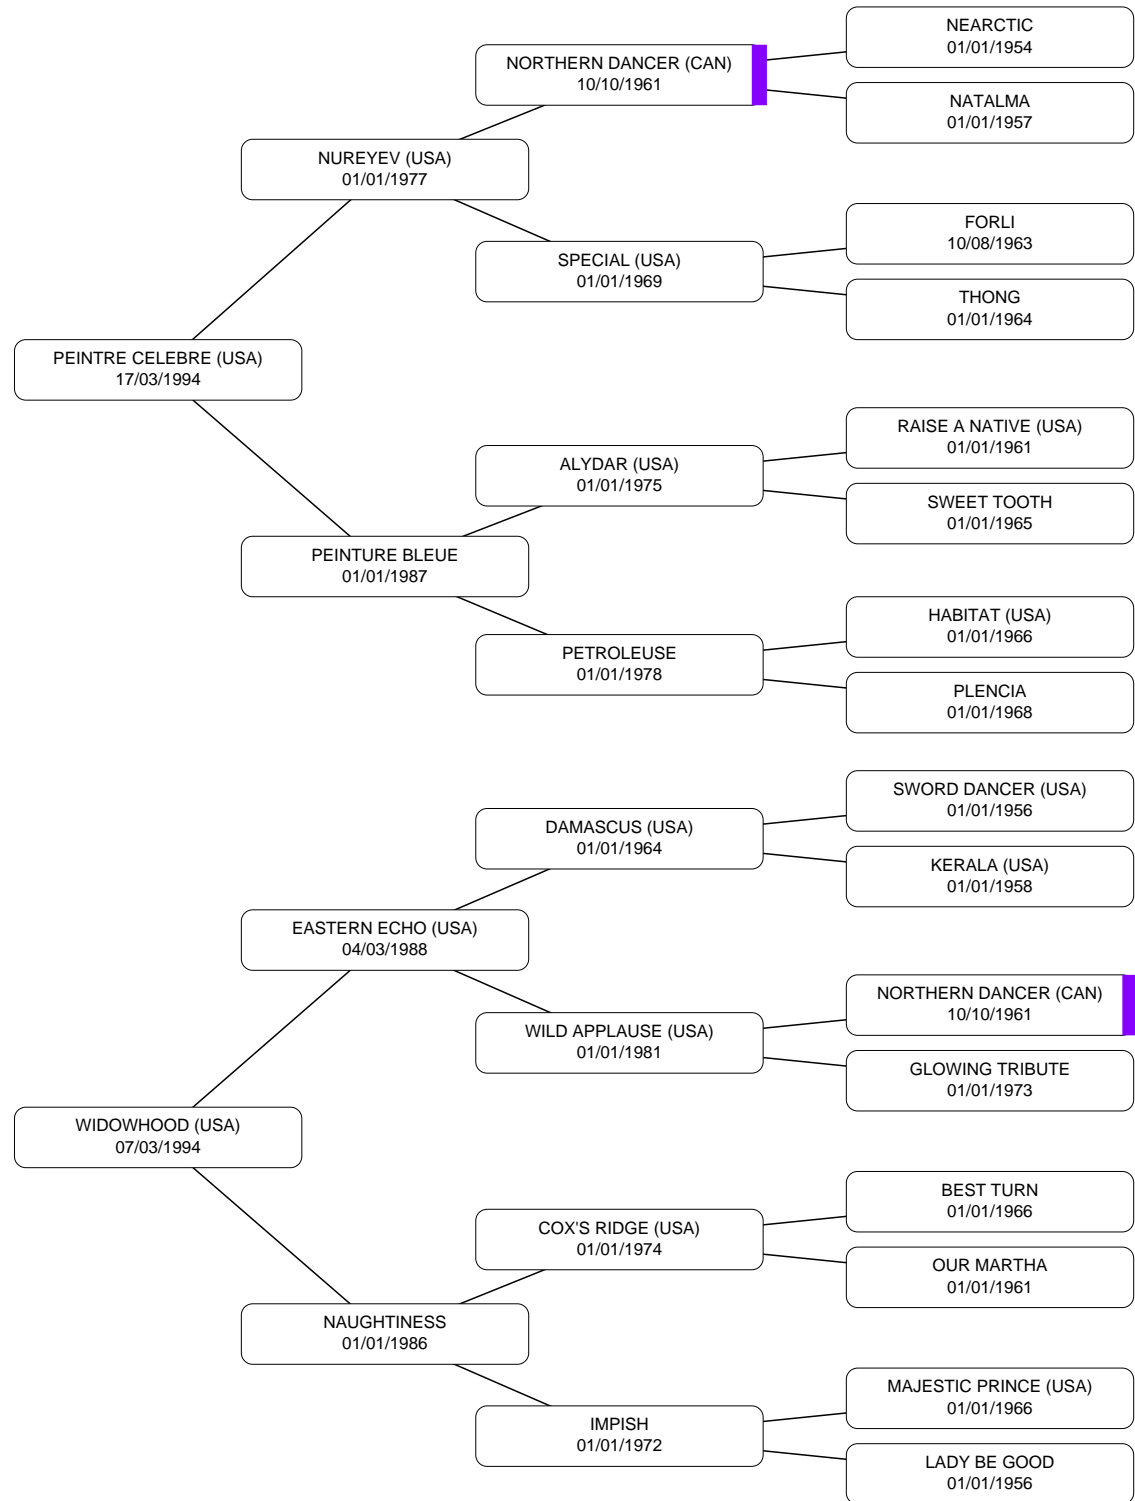 NEARCTIC
01/01/1954
NORTHERN DANCER (CAN)
10/10/1961
NATALMA
01/01/1957
NUREYEV (USA)
01/01/1977
FORLI
10/08/1963
SPECIAL (USA)
01/01/1969
THONG
01/01/1964
PEINTRE CELEBRE (USA)
17/03/1994
RAISE A NATIVE (USA)
01/01/1961
ALYDAR (USA)
01/01/1975
SWEET TOOTH
01/01/1965
PEINTURE BLEUE
01/01/1987
HABITAT (USA)
01/01/1966
PETROLEUSE
01/01/1978
PLENCIA
01/01/1968
SWORD DANCER (USA)
01/01/1956
DAMASCUS (USA)
01/01/1964
KERALA (USA)
01/01/1958
EASTERN ECHO (USA)
04/03/1988
NORTHERN DANCER (CAN)
10/10/1961
WILD APPLAUSE (USA)
01/01/1981
GLOWING TRIBUTE
01/01/1973
WIDOWHOOD (USA)
07/03/1994
BEST TURN
01/01/1966
COX'S RIDGE (USA)
01/01/1974
OUR MARTHA
01/01/1961
NAUGHTINESS
01/01/1986
MAJESTIC PRINCE (USA)
01/01/1966
IMPISH
01/01/1972
LADY BE GOOD
01/01/1956